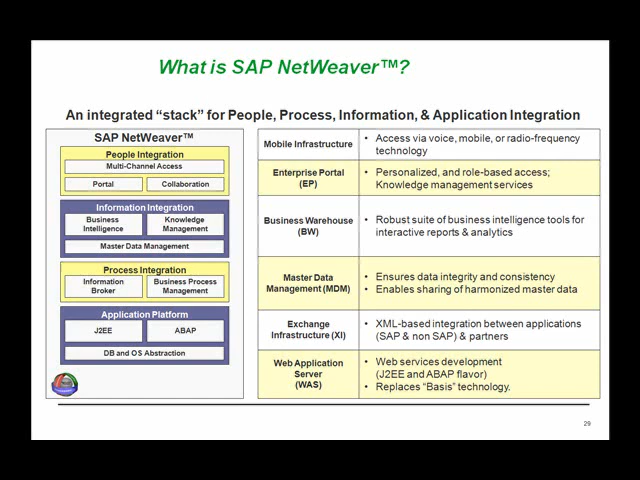 What is SAP NetWeaver™?
An integrated “stack” for People, Process, Information, & Application Integration
SAP NetWeaver™
People Integration
Multi-Channel Access
Portal
Collaboration
Information Integration
Business
Intelligence
Knowledge
Management
Master Data Management
Process Integration
Information
Broker
Business Process
Management
Application Platform
J2EE
ABAP
DB and OS Abstraction
Mobile Infrastructure
• Access via voice, mobile, or radio-frequency
technology
Enterprise Portal
(EP)
• Personalized, and role-based access;
Knowledge management services
Business Warehouse
(BW)
• Robust suite of business intelligence tools for
interactive reports & analytics
Master Data
Management (MDM)
• Ensures data integrity and consistency
• Enables sharing of harmonized master data
Exchange
Infrastructure (XI)
• XML-based integration between applications
(SAP & non SAP) & partners
Web Application
Server
(WAS)
• Web services development
(J2EE and ABAP flavor)
• Replaces “Basis” technology.
29